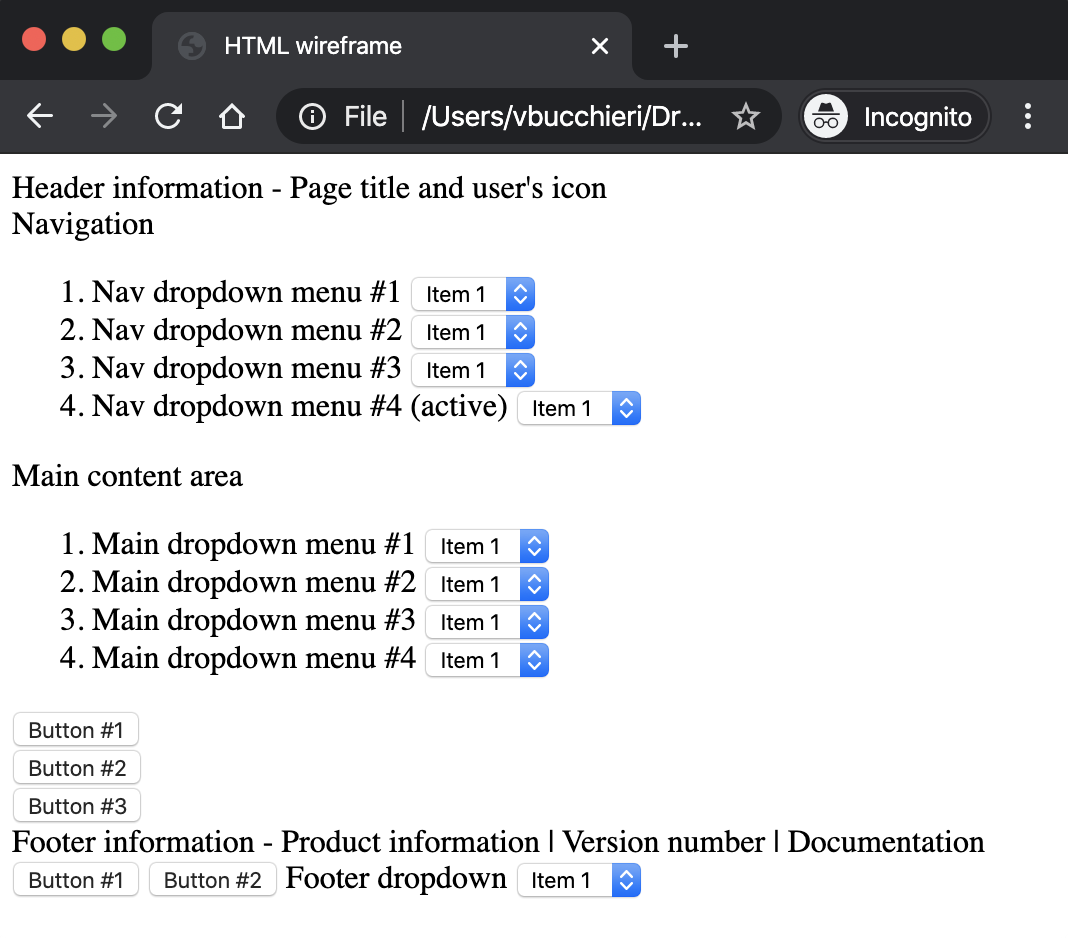 HTML wireframe
File /Users/vbucchieri/Dr... Incognito
Header information - Page title and user's icon
Navigation
1. Nav dropdown menu #1 Item 1
2. Nav dropdown menu #2 Item 1
3. Nav dropdown menu #3 Item 1
4. Nav dropdown menu #4 (active) Item 1
Main content area
1. Main dropdown menu #1 Item 1
2. Main dropdown menu #2 Item 1
3. Main dropdown menu #3 Item 1
4. Main dropdown menu #4 Item 1
Button #1
Button #2
Button #3
Footer information - Product information | Version number | Documentation
Button #1 Button #2 Footer dropdown Item 1